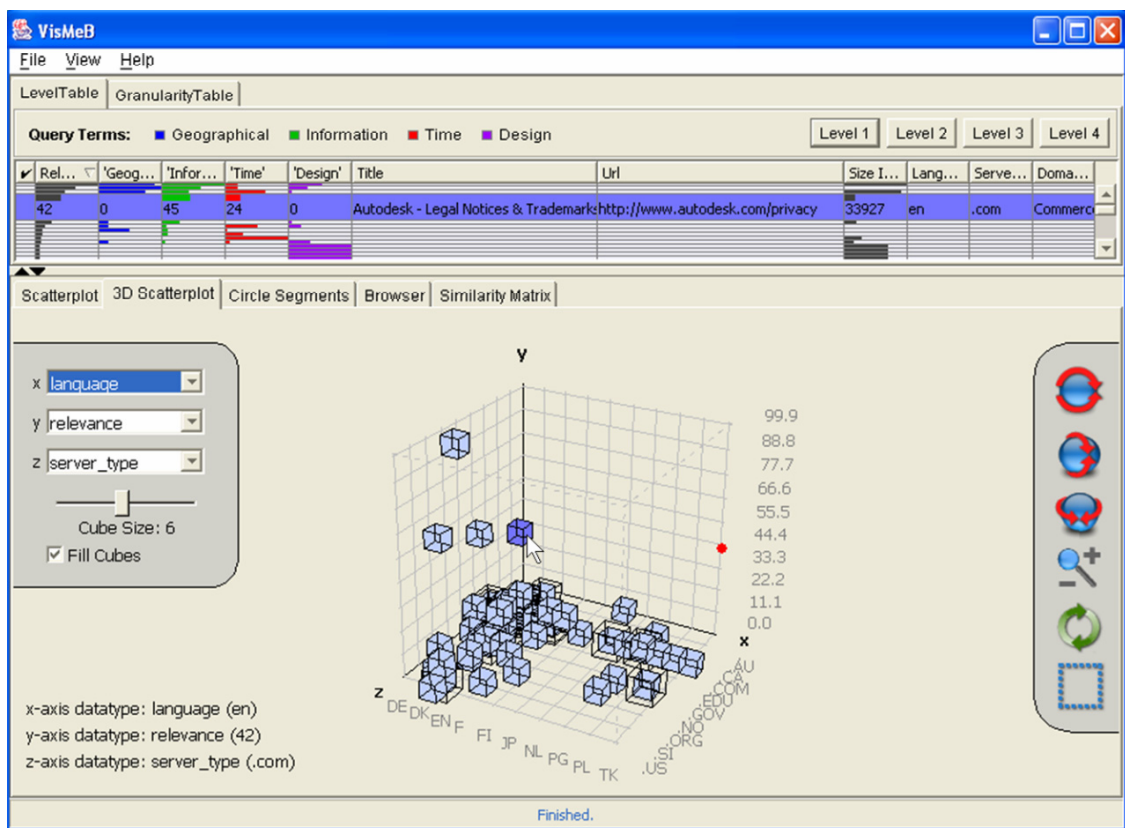 VisMeB
File View Help
LevelTable GranularityTable
Query Terms: Geographical Information Time Design Level 1 Level 2 Level 3 Level 4
Rel... 'Geog... 'Infor... 'Time' 'Design' Title Url Size I... Lang... Serve... Doma...
42 0 45 24 0 Autodesk - Legal Notices & Trademarks http://www.autodesk.com/privacy 33927 en .com Commerc
Scatterplot 3D Scatterplot Circle Segments Browser Similarity Matrix
x language
y relevance
z server_type
Cube Size: 6
Fill Cubes
y
99.9
88.8
77.7
66.6
55.5
44.4
33.3
22.2
11.1
0.0
x
z
DE DK EN F FI JP NL PG PL TK
.AU
.CA
.COM
.EDU
.GOV
.NO
.ORG
.SI
.US
x-axis datatype: language (en)
y-axis datatype: relevance (42)
z-axis datatype: server_type (.com)
Finished.